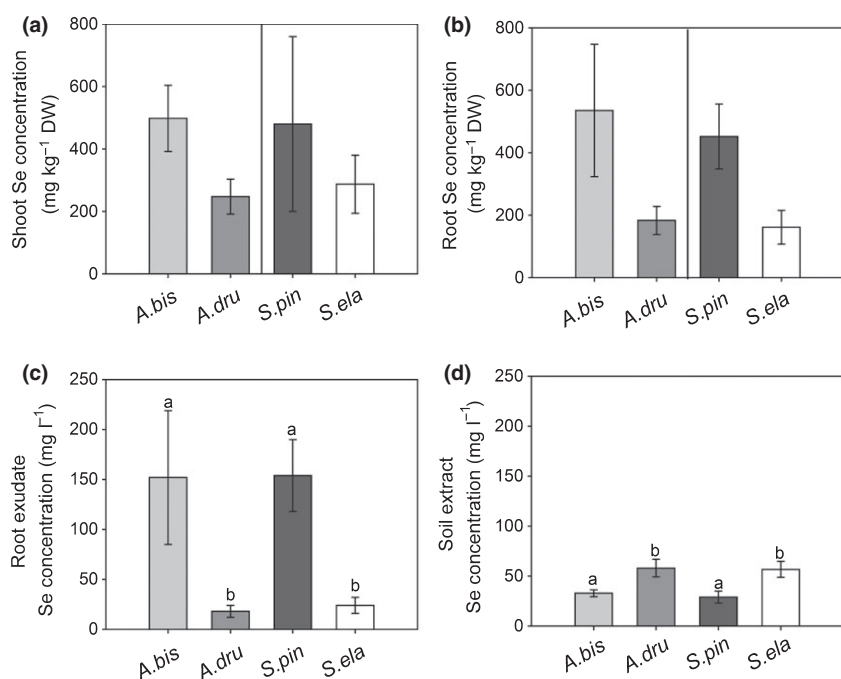 (a)
Shoot Se concentration
(mg kg⁻¹ DW)
800
600
400
200
0
A.bis
A.dru
S.pin
S.ela
(b)
Root Se concentration
(mg kg⁻¹ DW)
800
600
400
200
0
A.bis
A.dru
S.pin
S.ela
(c)
Root exudate
Se concentration (mg l⁻¹)
250
200
150
100
50
0
a
b
a
b
A.bis
A.dru
S.pin
S.ela
(d)
Soil extract
Se concentration (mg l⁻¹)
250
200
150
100
50
0
a
b
a
b
A.bis
A.dru
S.pin
S.ela